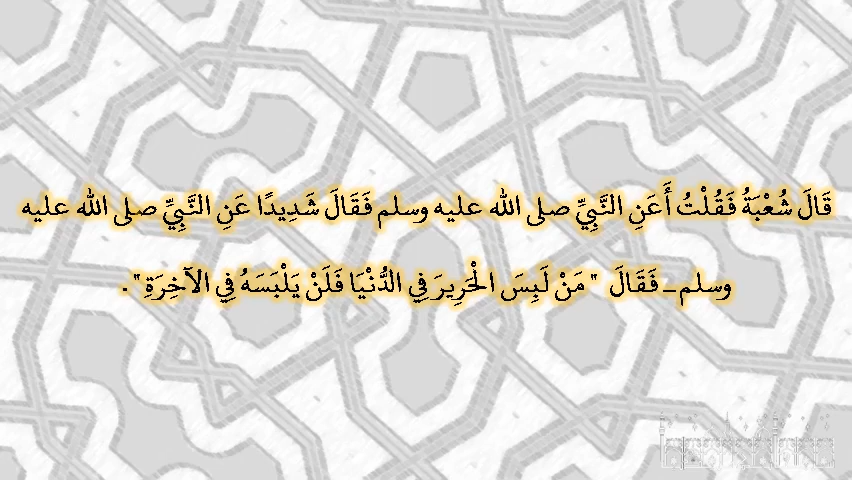 قَالَ شُعْبَةُ فَقُلْتُ أَعَنِ النَّبِيِّ صلى الله عليه وسلم فَقَالَ شَدِيدًا عَنِ النَّبِيِّ صلى الله عليه
وسلم ـ فَقَالَ " مَنْ لَبِسَ الْحَرِيرَ فِي الدُّنْيَا فَلَنْ يَلْبَسَهُ فِي الآخِرَةِ ".